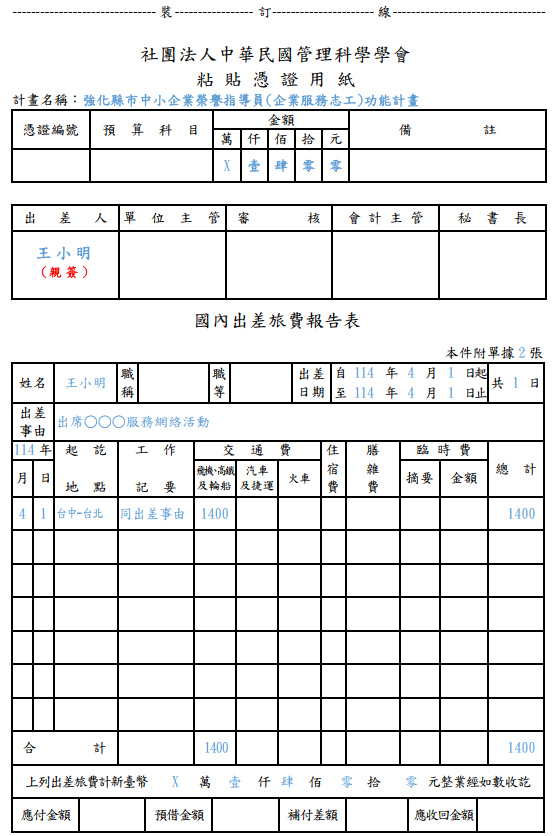 裝 訂 線
社團法人中華民國管理科學學會
粘 貼 憑 證 用 紙
計畫名稱：強化縣市中小企業榮譽指導員(企業服務志工)功能計畫
憑證編號 預 算 科 目 金額 備 註
萬 仟 佰 拾 元
X 壹 肆 零 零
出 差 人 單 位 主 管 審 核 會 計 主 管 秘 書 長
王小明
(親簽)
國內出差旅費報告表
本件附單據 2 張
姓名 王小明 職稱 職等 出差日期 自 114 年 4 月 1 日起 共 1 日
至 114 年 4 月 1 日止
出差事由 出席〇〇〇服務網絡活動
114 年 起 訖 工 作 交 通 費 住宿費 膳雜費 臨 時 費 總 計
月 日 地 點 記 要 飛機、高鐵及輪船 汽車及捷運 火車 摘要 金額
4 1 台中-台北 同出差事由 1400 1400
合 計 1400 1400
上列出差旅費計新臺幣 X 萬 壹 仟 肆 佰 零 拾 零 元整業經如數收訖
應付金額 預借金額 補付差額 應收回金額